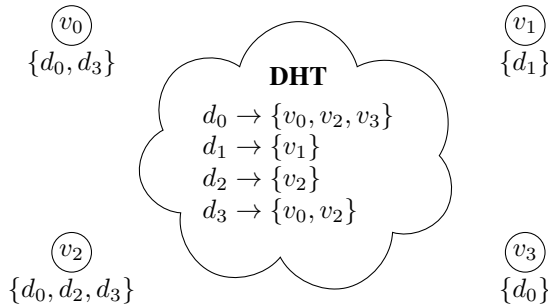 v₀ v₁
{d₀, d₃} {d₁}
DHT
d₀ → {v₀, v₂, v₃}
d₁ → {v₁}
d₂ → {v₂}
d₃ → {v₀, v₂}
v₂ v₃
{d₀, d₂, d₃} {d₀}